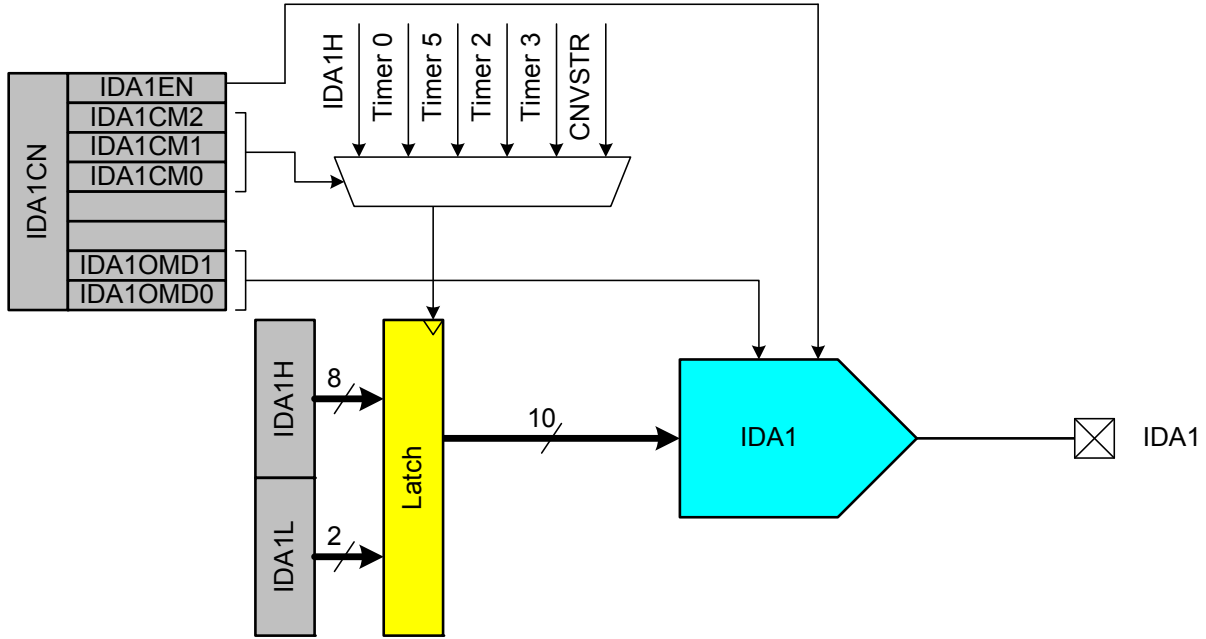 IDA1CN
IDA1EN
IDA1CM2
IDA1CM1
IDA1CM0
IDA1OMD1
IDA1OMD0
IDA1H
Timer 0
Timer 5
Timer 2
Timer 3
CNVSTR
IDA1H
IDA1L
8
2
Latch
10
IDA1
IDA1